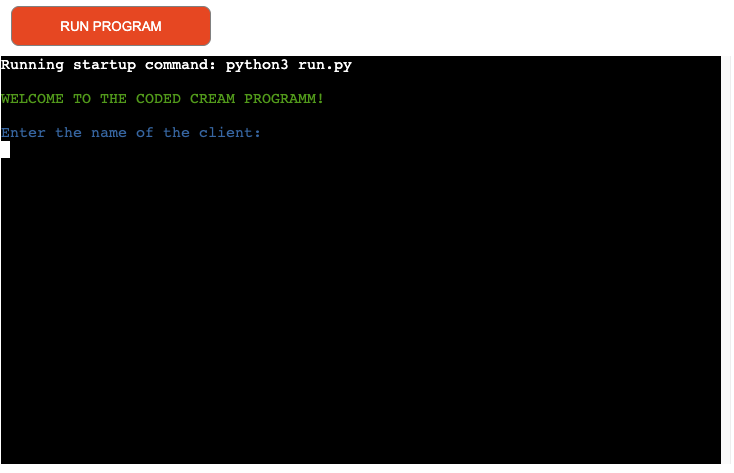 RUN PROGRAM
Running startup command: python3 run.py
WELCOME TO THE CODED CREAM PROGRAMM!
Enter the name of the client: